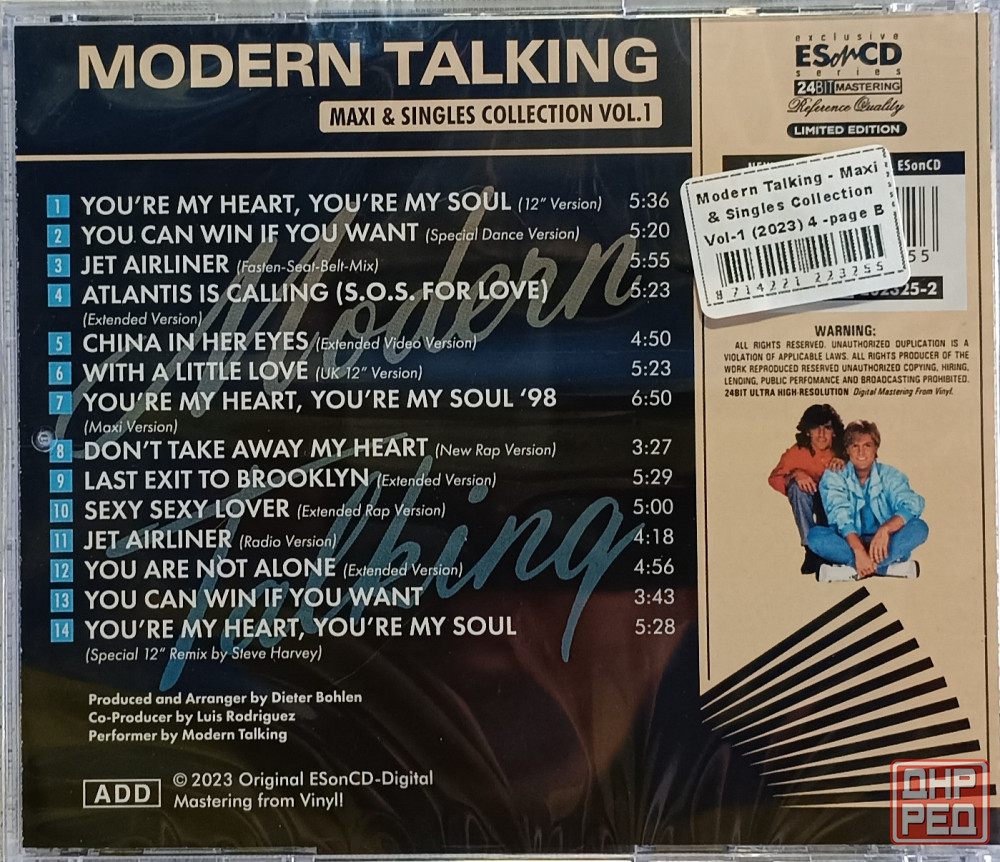 MODERN TALKING
MAXI & SINGLES COLLECTION VOL.1
1 YOU'RE MY HEART, YOU'RE MY SOUL (12" Version) 5:36
2 YOU CAN WIN IF YOU WANT (Special Dance Version) 5:20
3 JET AIRLINER (Fasten-Seat-Belt-Mix) 5:55
4 ATLANTIS IS CALLING (S.O.S. FOR LOVE) 5:23
(Extended Version)
5 CHINA IN HER EYES (Extended Video Version) 4:50
6 WITH A LITTLE LOVE (UK 12" Version) 5:23
7 YOU'RE MY HEART, YOU'RE MY SOUL '98 6:50
(Maxi Version)
8 DON'T TAKE AWAY MY HEART (New Rap Version) 3:27
9 LAST EXIT TO BROOKLYN (Extended Version) 5:29
10 SEXY SEXY LOVER (Extended Rap Version) 5:00
11 JET AIRLINER (Radio Version) 4:18
12 YOU ARE NOT ALONE (Extended Version) 4:56
13 YOU CAN WIN IF YOU WANT 3:43
14 YOU'RE MY HEART, YOU'RE MY SOUL 5:28
(Special 12" Remix by Steve Harvey)
Modern
Talking
Produced and Arranger by Dieter Bohlen
Co-Producer by Luis Rodriguez
Performer by Modern Talking
ADD
© 2023 Original ESonCD-Digital
Mastering from Vinyl!
exclusive
ESonCD
series
24BIT MASTERING
Reference Quality
LIMITED EDITION
ESonCD
Modern Talking - Maxi
& Singles Collection
Vol-1 (2023) 4 -page B
8 714221 223255
55
25-2
WARNING:
ALL RIGHTS RESERVED. UNAUTHORIZED DUPLICATION IS A
VIOLATION OF APPLICABLE LAWS. ALL RIGHTS PRODUCER OF THE
WORK REPRODUCED RESERVED UNAUTHORIZED COPYING, HIRING,
LENDING, PUBLIC PERFOMANCE AND BROADCASTING PROHIBITED.
24BIT ULTRA HIGH-RESOLUTION Digital Mastering From Vinyl.
ДНР
РЕД